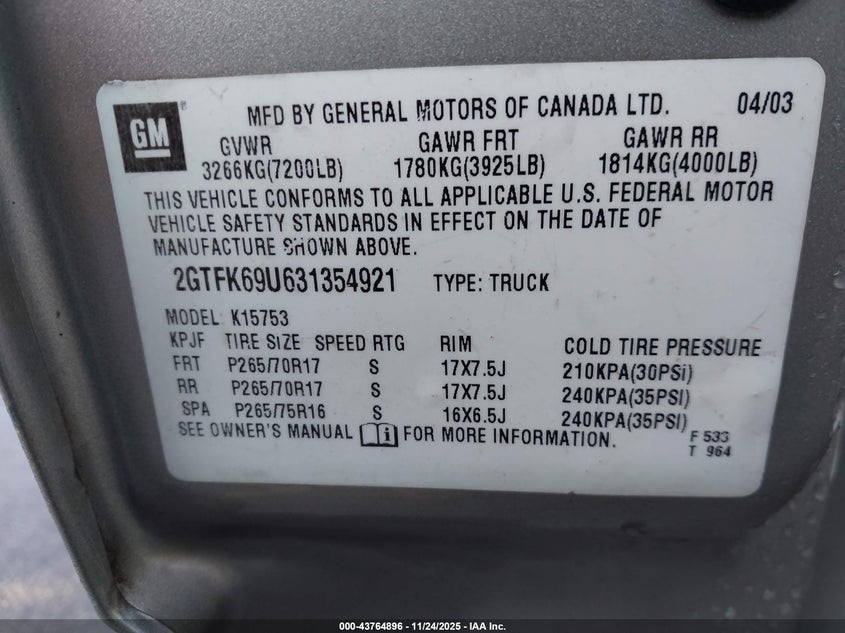 GM ® MFD BY GENERAL MOTORS OF CANADA LTD. 04/03
GVWR GAWR FRT GAWR RR
3266KG(7200LB) 1780KG(3925LB) 1814KG(4000LB)
THIS VEHICLE CONFORMS TO ALL APPLICABLE U.S. FEDERAL MOTOR
VEHICLE SAFETY STANDARDS IN EFFECT ON THE DATE OF
MANUFACTURE SHOWN ABOVE.
2GTFK69U631354921 TYPE: TRUCK
MODEL: K15753
KPJF TIRE SIZE SPEED RTG RIM COLD TIRE PRESSURE
FRT P265/70R17 S 17X7.5J 210KPA(30PSi)
RR P265/70R17 S 17X7.5J 240KPA(35PSI)
SPA P265/75R16 S 16X6.5J 240KPA(35PSI)
SEE OWNER'S MANUAL i FOR MORE INFORMATION.
F 533
T 964
000-43764896 - 11/24/2025 - IAA Inc.